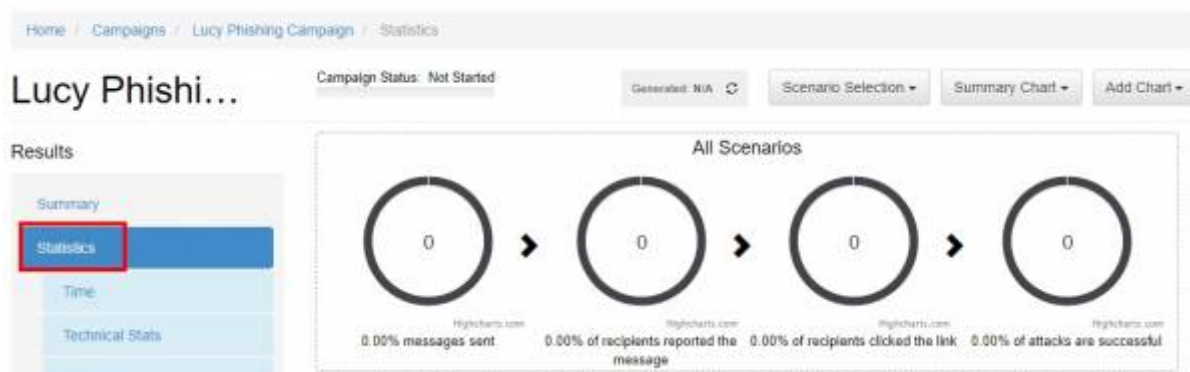 Home / Campaigns / Lucy Phishing Campaign / Statistics
Lucy Phishi...
Campaign Status: Not Started
Generated: N/A
Scenario Selection
Summary Chart
Add Chart
Results
Summary
Statistics
Time
Technical Stats
All Scenarios
0
0
0
0
Highcharts.com
Highcharts.com
Highcharts.com
Highcharts.com
0.00% messages sent
0.00% of recipients reported the
message
0.00% of recipients clicked the link
0.00% of attacks are successful